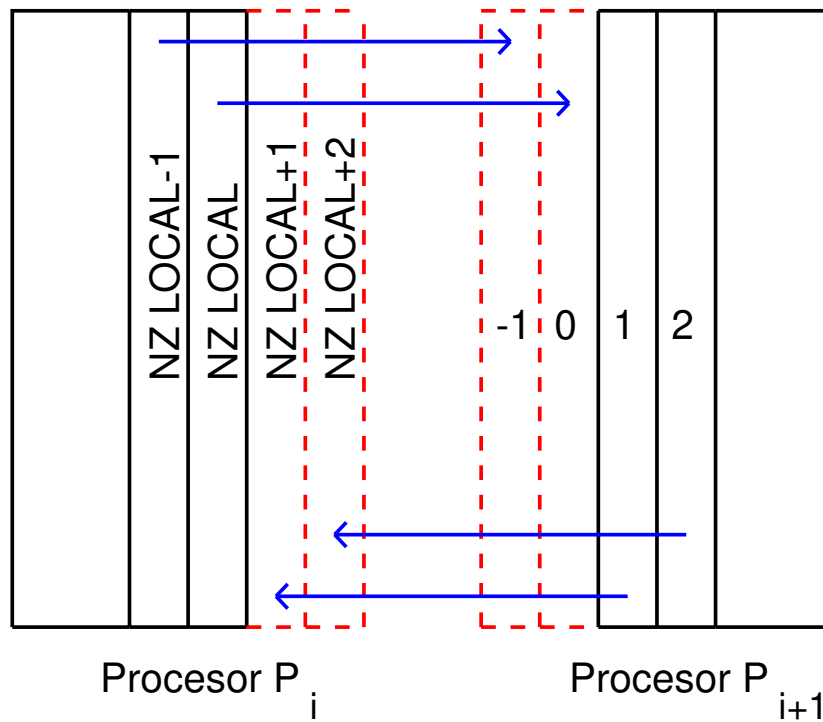 NZ LOCAL-1
NZ LOCAL
NZ LOCAL+1
NZ LOCAL+2
-1
0
1
2
Procesor P i
Procesor P i+1